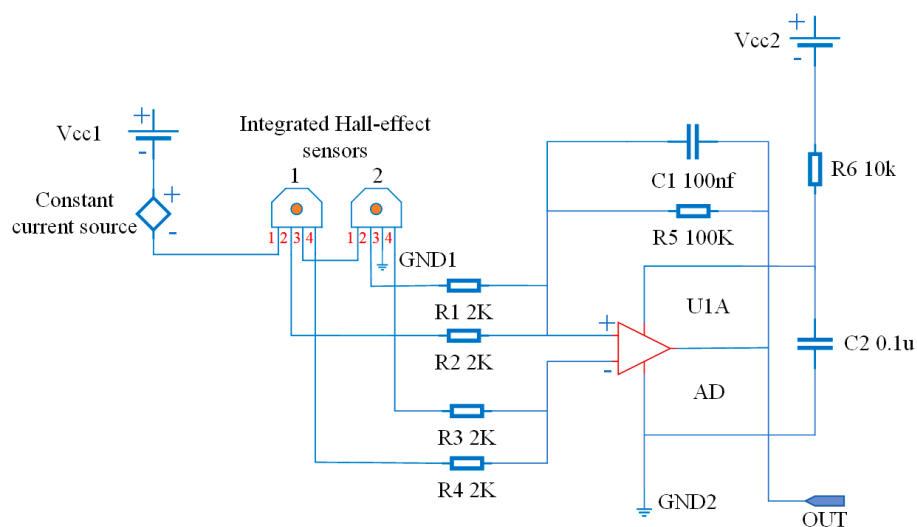 Vcc2
+
-
Vcc1
+
-
Integrated Hall-effect
sensors
1
2
Constant
current source
+
-
1 2 3 4
1 2 3 4
GND1
C1 100nf
R5 100K
R6 10k
R1 2K
R2 2K
+
-
U1A
AD
C2 0.1u
R3 2K
R4 2K
GND2
OUT